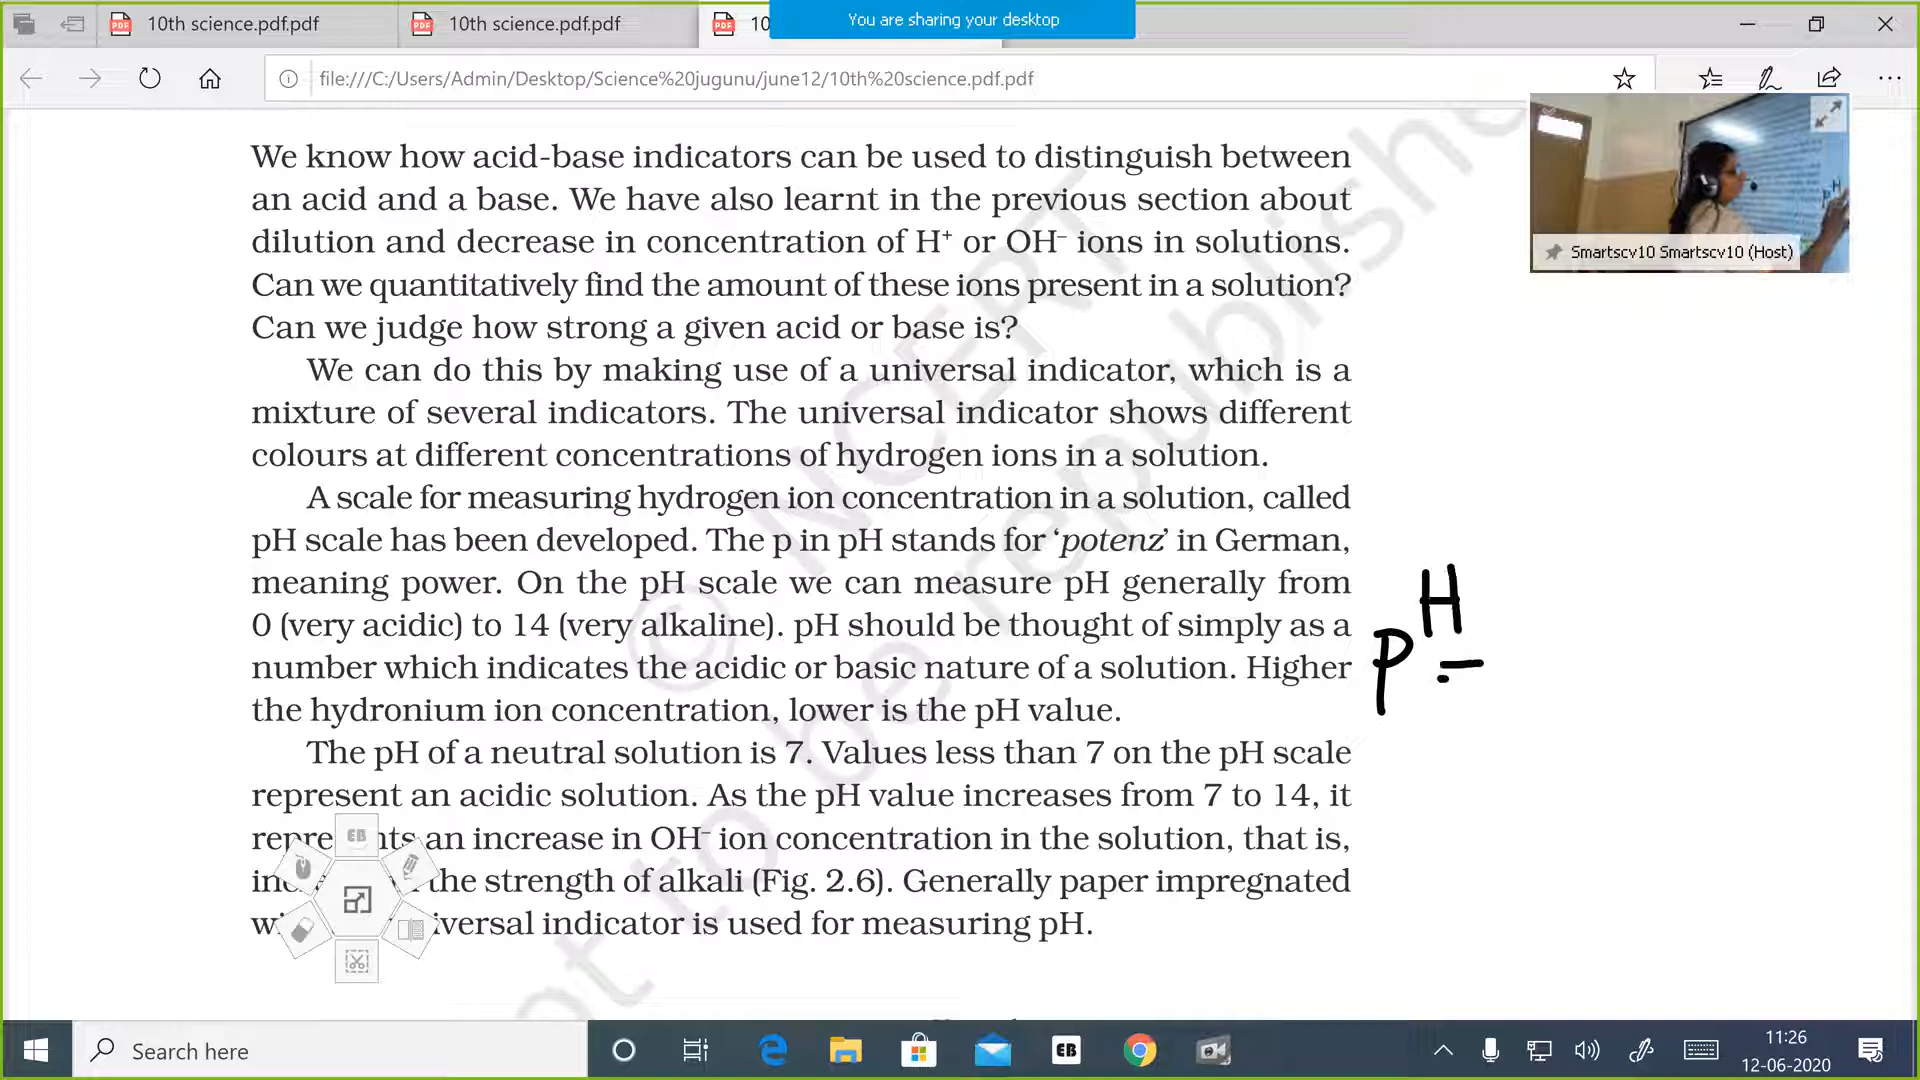 10th science.pdf.pdf
10th science.pdf.pdf
10
You are sharing your desktop
file:///C:/Users/Admin/Desktop/Science%20jugunu/june12/10th%20science.pdf.pdf
We know how acid-base indicators can be used to distinguish between
an acid and a base. We have also learnt in the previous section about
dilution and decrease in concentration of H⁺ or OH⁻ ions in solutions.
Can we quantitatively find the amount of these ions present in a solution?
Can we judge how strong a given acid or base is?
We can do this by making use of a universal indicator, which is a
mixture of several indicators. The universal indicator shows different
colours at different concentrations of hydrogen ions in a solution.
A scale for measuring hydrogen ion concentration in a solution, called
pH scale has been developed. The p in pH stands for ‘potenz’ in German,
meaning power. On the pH scale we can measure pH generally from
0 (very acidic) to 14 (very alkaline). pH should be thought of simply as a
number which indicates the acidic or basic nature of a solution. Higher
the hydronium ion concentration, lower is the pH value.
The pH of a neutral solution is 7. Values less than 7 on the pH scale
represent an acidic solution. As the pH value increases from 7 to 14, it
repre nts an increase in OH⁻ ion concentration in the solution, that is,
inc the strength of alkali (Fig. 2.6). Generally paper impregnated
wi iversal indicator is used for measuring pH.
pH
Smartscv10 Smartscv10 (Host)
© NCERT
not to be republished
EB
Search here
EB
11:26
12-06-2020